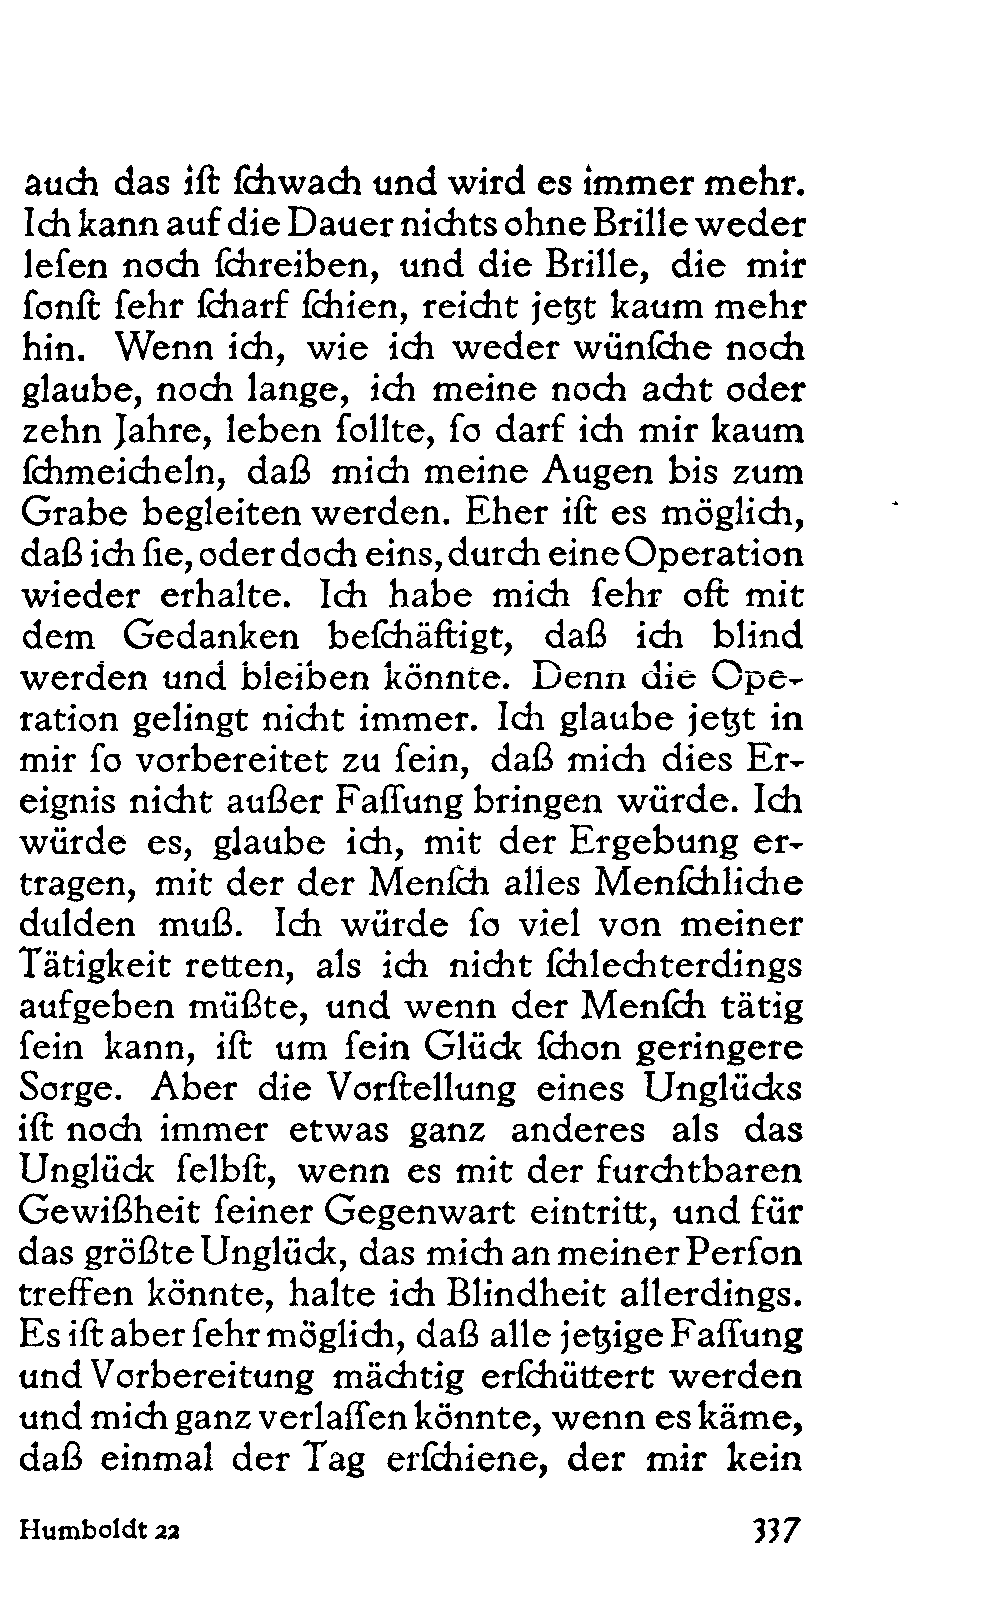 auch das iſt ſchwach und wird es immer mehr.
Ich kann auf die Dauer nichts ohne Brille weder
leſen noch ſchreiben, und die Brille, die mir
ſonſt ſehr ſcharf ſchien, reicht jetzt kaum mehr
hin. Wenn ich, wie ich weder wünſche noch
glaube, noch lange, ich meine noch acht oder
zehn Jahre, leben ſollte, ſo darf ich mir kaum
ſchmeicheln, daß mich meine Augen bis zum
Grabe begleiten werden. Eher iſt es möglich,
daß ich ſie, oder doch eins, durch eine Operation
wieder erhalte. Ich habe mich ſehr oft mit
dem Gedanken beſchäftigt, daß ich blind
werden und bleiben könnte. Denn die Ope-
ration gelingt nicht immer. Ich glaube jetzt in
mir ſo vorbereitet zu ſein, daß mich dies Er-
eignis nicht außer Faſſung bringen würde. Ich
würde es, glaube ich, mit der Ergebung er-
tragen, mit der der Menſch alles Menſchliche
dulden muß. Ich würde ſo viel von meiner
Tätigkeit retten, als ich nicht ſchlechterdings
aufgeben müßte, und wenn der Menſch tätig
ſein kann, iſt um ſein Glück ſchon geringere
Sorge. Aber die Vorſtellung eines Unglücks
iſt noch immer etwas ganz anderes als das
Unglück ſelbſt, wenn es mit der furchtbaren
Gewißheit ſeiner Gegenwart eintritt, und für
das größte Unglück, das mich an meiner Perſon
treffen könnte, halte ich Blindheit allerdings.
Es iſt aber ſehr möglich, daß alle jetzige Faſſung
und Vorbereitung mächtig erſchüttert werden
und mich ganz verlaſſen könnte, wenn es käme,
daß einmal der Tag erſchiene, der mir kein
Humboldt 22 337